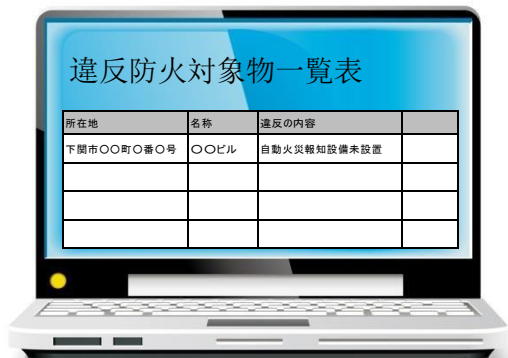 違反防火対象物一覧表
所在地 名称 違反の内容
下関市〇〇町〇番〇号 〇〇ビル 自動火災報知設備未設置